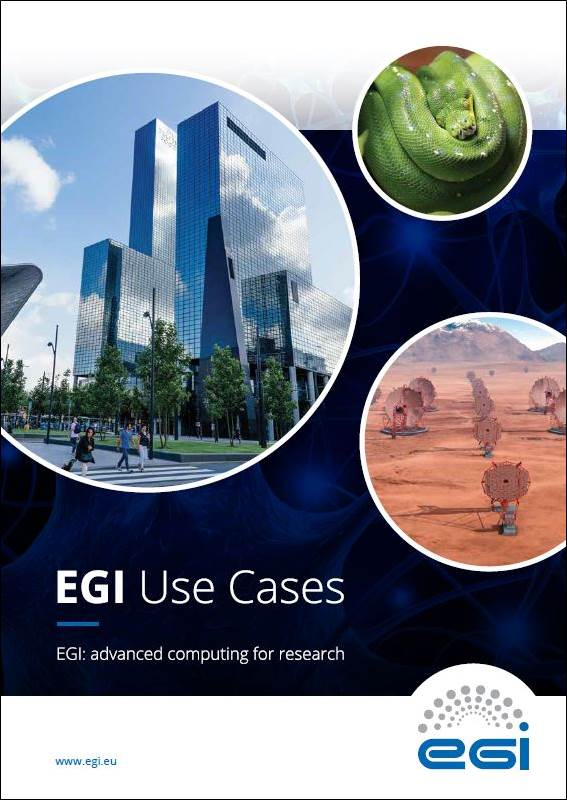 EGI Use Cases
EGI: advanced computing for research
www.egi.eu
egi